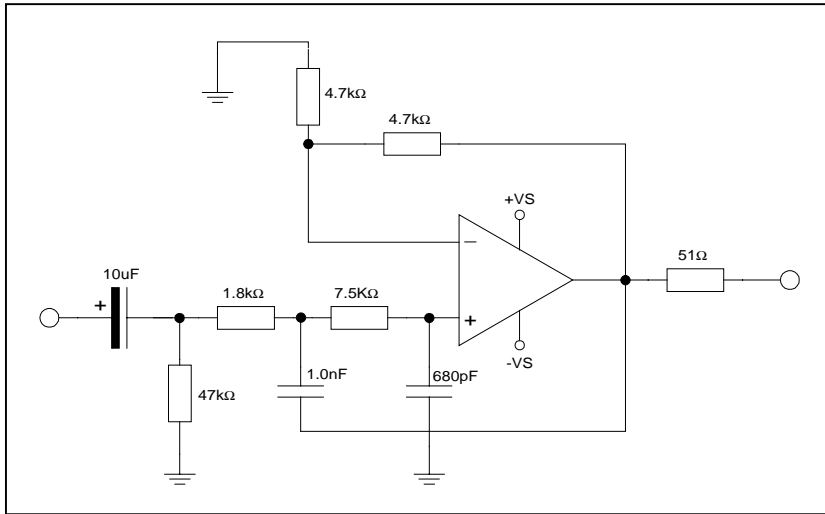 4.7kΩ
4.7kΩ
+VS
−
51Ω
10uF
+
1.8kΩ
7.5KΩ
+
-VS
1.0nF
680pF
47kΩ